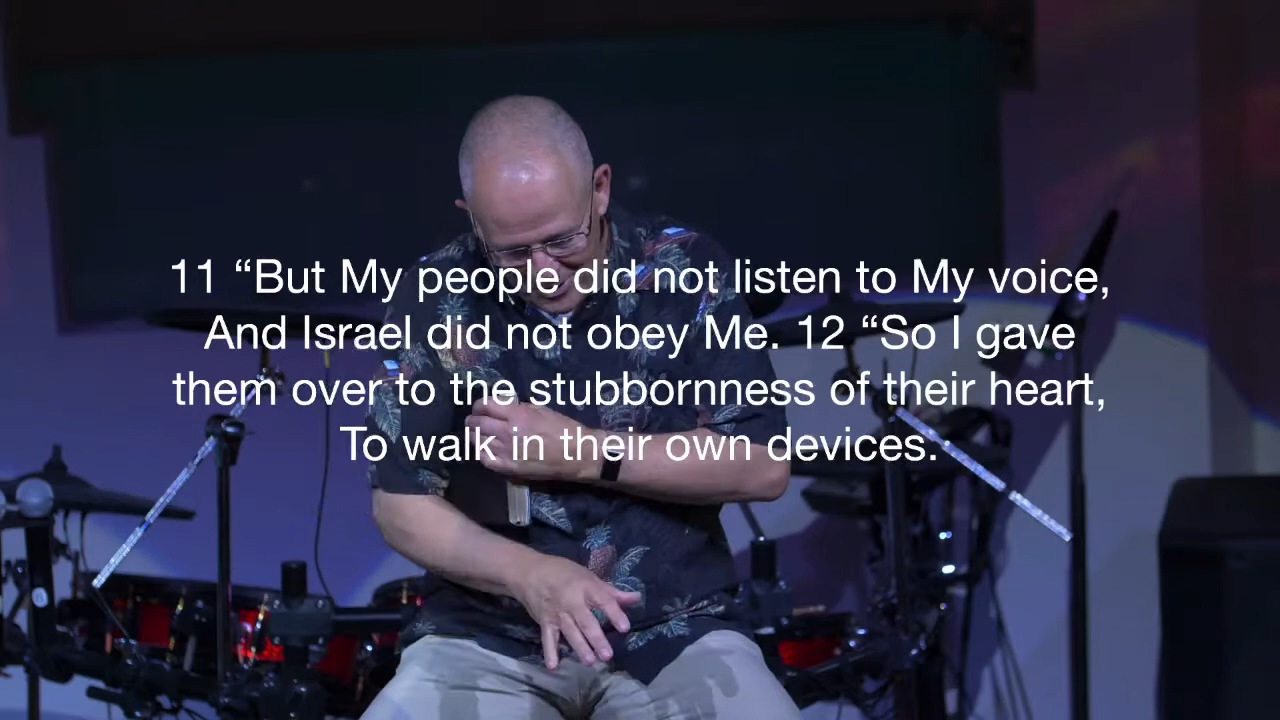 11 “But My people did not listen to My voice,
And Israel did not obey Me. 12 “So I gave
them over to the stubbornness of their heart,
To walk in their own devices.